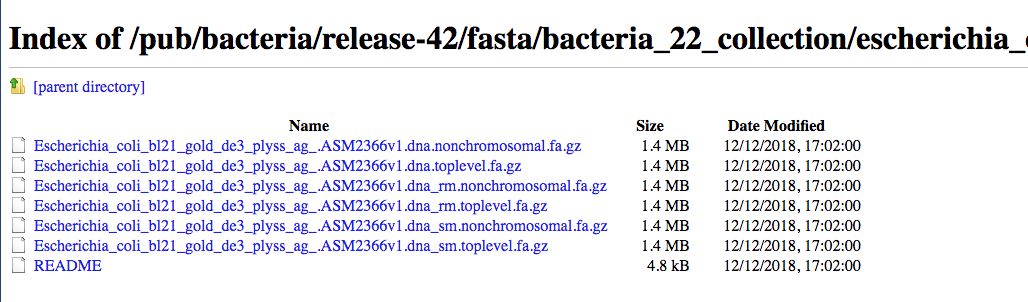 Index of /pub/bacteria/release-42/fasta/bacteria_22_collection/escherichia_
[parent directory]
Name Size Date Modified
Escherichia_coli_bl21_gold_de3_plyss_ag_.ASM2366v1.dna.nonchromosomal.fa.gz 1.4 MB 12/12/2018, 17:02:00
Escherichia_coli_bl21_gold_de3_plyss_ag_.ASM2366v1.dna.toplevel.fa.gz 1.4 MB 12/12/2018, 17:02:00
Escherichia_coli_bl21_gold_de3_plyss_ag_.ASM2366v1.dna_rm.nonchromosomal.fa.gz 1.4 MB 12/12/2018, 17:02:00
Escherichia_coli_bl21_gold_de3_plyss_ag_.ASM2366v1.dna_rm.toplevel.fa.gz 1.4 MB 12/12/2018, 17:02:00
Escherichia_coli_bl21_gold_de3_plyss_ag_.ASM2366v1.dna_sm.nonchromosomal.fa.gz 1.4 MB 12/12/2018, 17:02:00
Escherichia_coli_bl21_gold_de3_plyss_ag_.ASM2366v1.dna_sm.toplevel.fa.gz 1.4 MB 12/12/2018, 17:02:00
README 4.8 kB 12/12/2018, 17:02:00